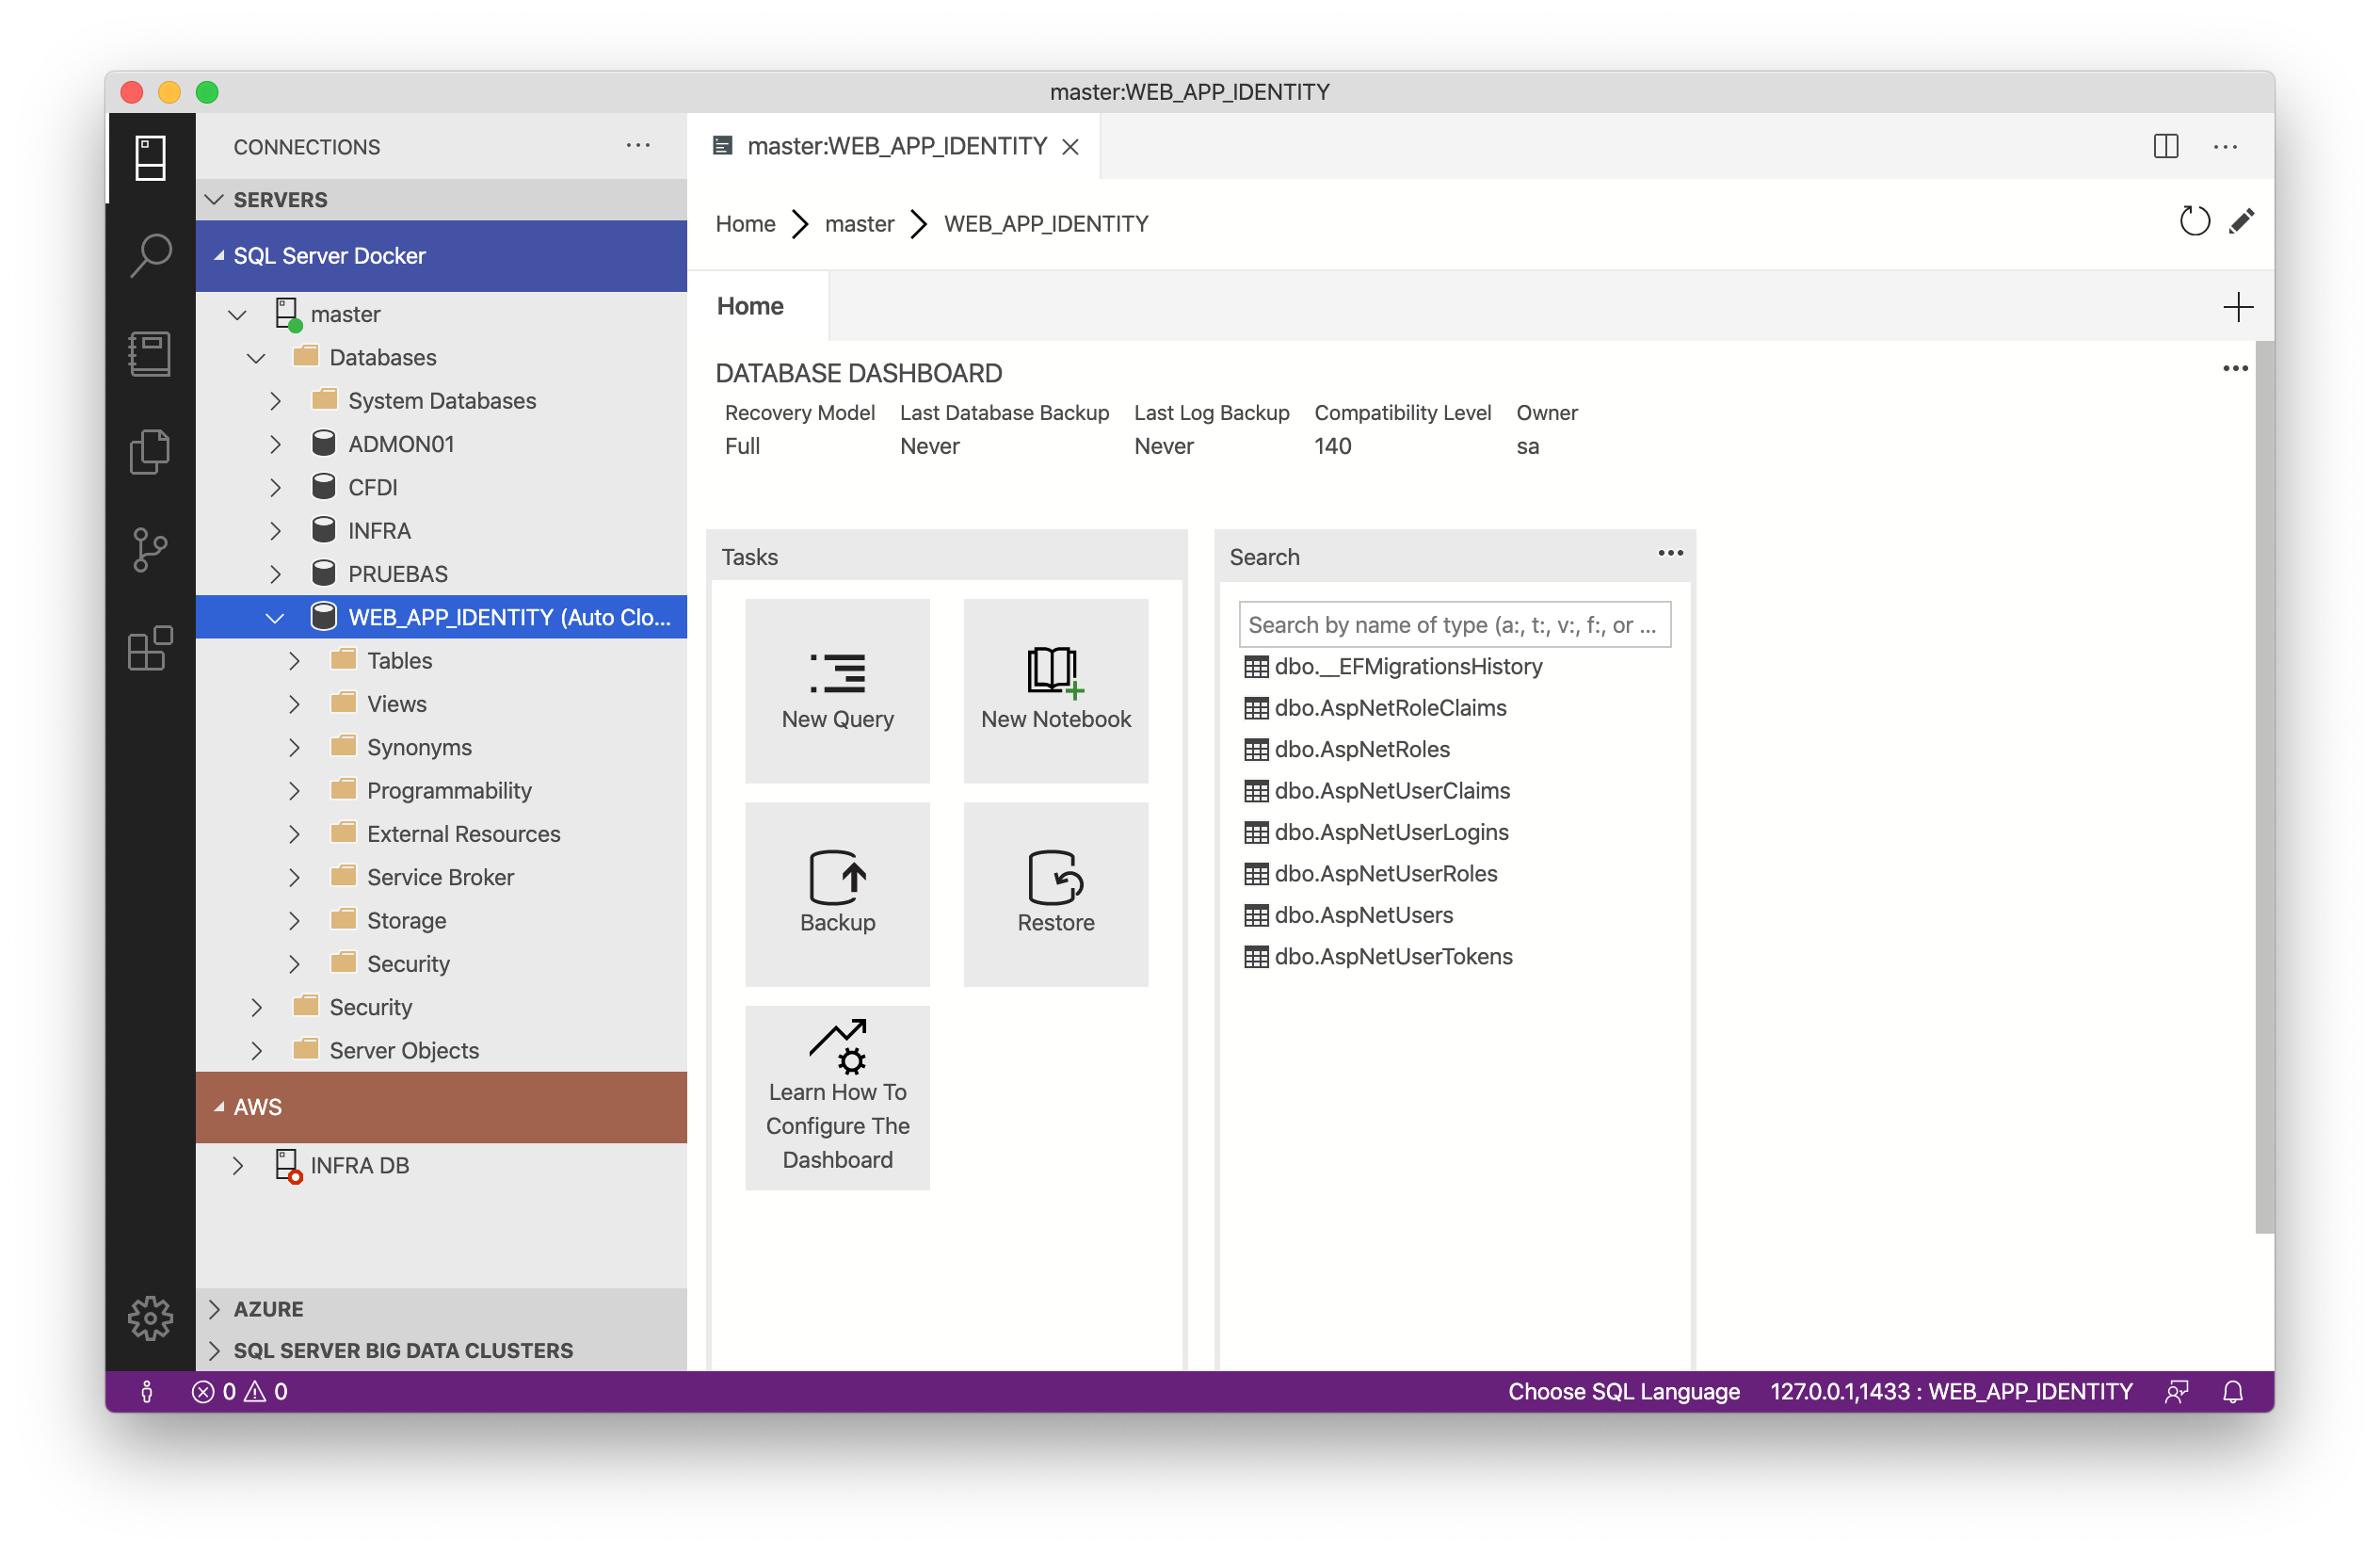 master:WEB_APP_IDENTITY
CONNECTIONS
SERVERS
SQL Server Docker
master
Databases
System Databases
ADMON01
CFDI
INFRA
PRUEBAS
WEB_APP_IDENTITY (Auto Clo...
Tables
Views
Synonyms
Programmability
External Resources
Service Broker
Storage
Security
Security
Server Objects
AWS
INFRA DB
AZURE
SQL SERVER BIG DATA CLUSTERS
master:WEB_APP_IDENTITY
Home master WEB_APP_IDENTITY
Home
DATABASE DASHBOARD
Recovery Model Last Database Backup Last Log Backup Compatibility Level Owner
Full Never Never 140 sa
Tasks
New Query
New Notebook
Backup
Restore
Learn How To
Configure The
Dashboard
Search
Search by name of type (a:, t:, v:, f:, or ...
dbo.__EFMigrationsHistory
dbo.AspNetRoleClaims
dbo.AspNetRoles
dbo.AspNetUserClaims
dbo.AspNetUserLogins
dbo.AspNetUserRoles
dbo.AspNetUsers
dbo.AspNetUserTokens
0 0 Choose SQL Language 127.0.0.1,1433 : WEB_APP_IDENTITY